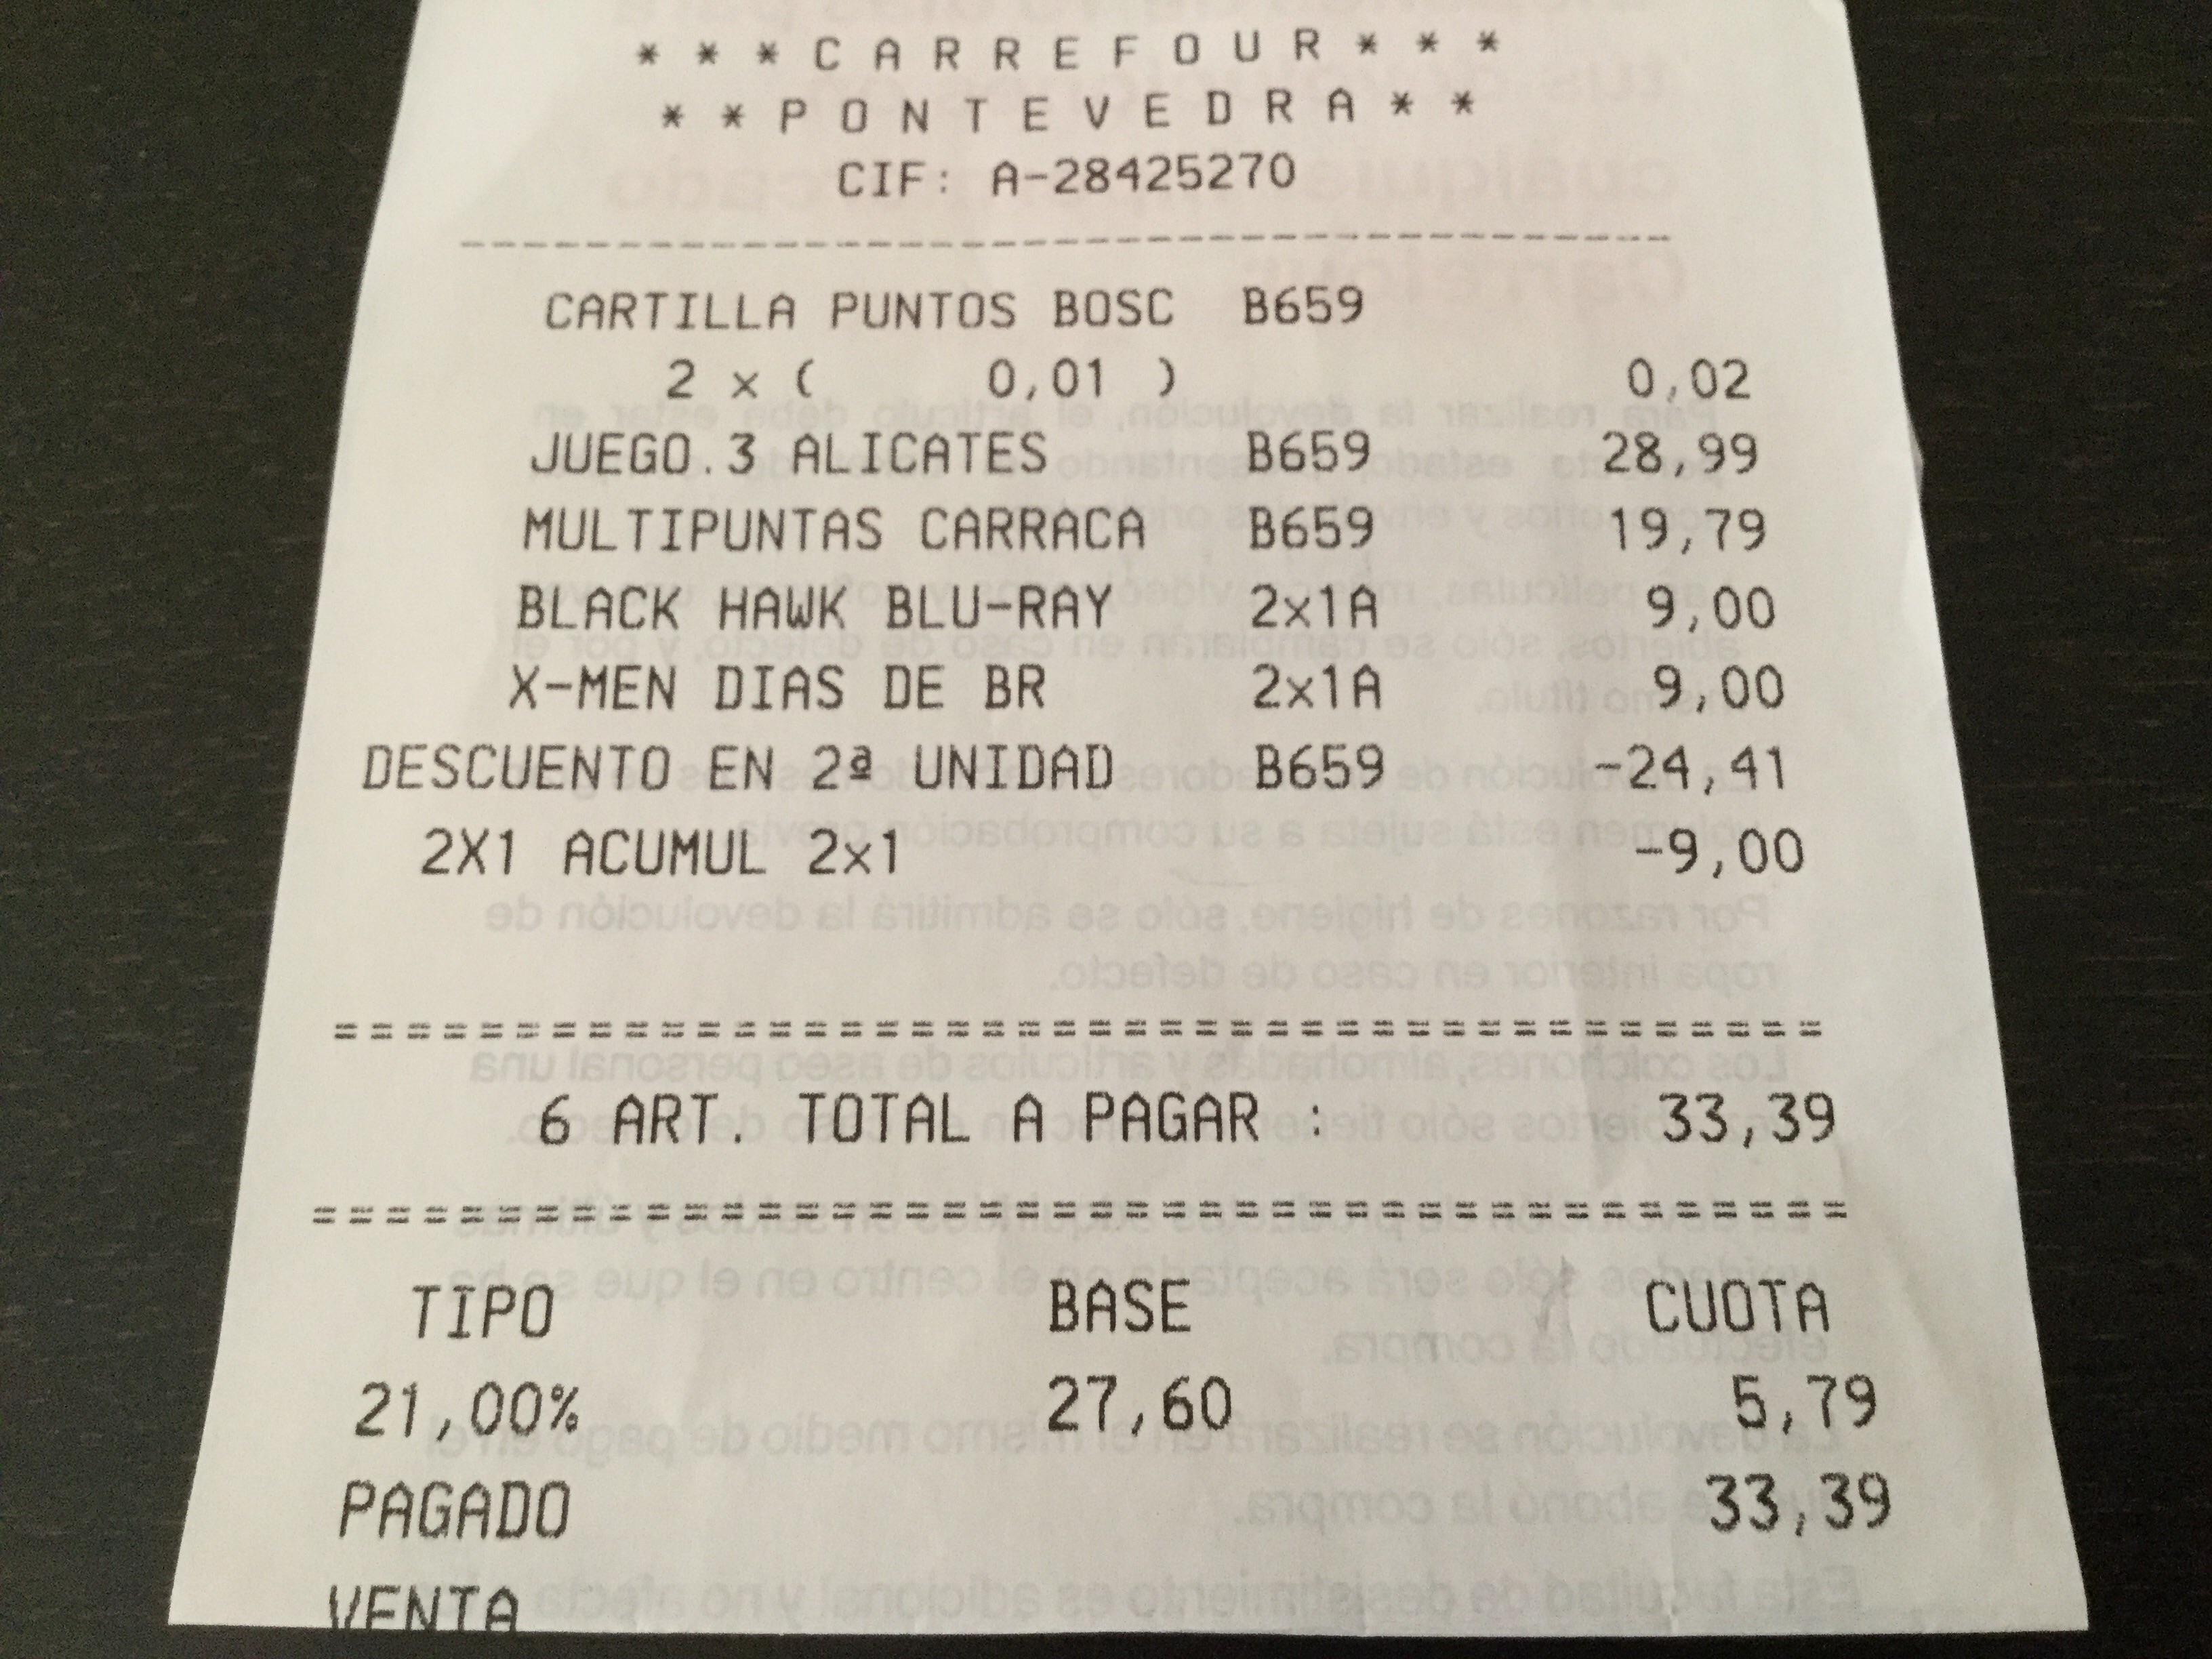 * * * C A R R E F O U R * * *
* * P O N T E V E D R A * *
CIF: A-28425270
CARTILLA PUNTOS BOSC B659
2 x ( 0,01 ) 0,02
JUEGO.3 ALICATES B659 28,99
MULTIPUNTAS CARRACA B659 19,79
BLACK HAWK BLU-RAY 2x1A 9,00
X-MEN DIAS DE BR 2x1A 9,00
DESCUENTO EN 2ª UNIDAD B659 -24,41
2X1 ACUMUL 2x1 -9,00
6 ART. TOTAL A PAGAR : 33,39
TIPO BASE CUOTA
21,00% 27,60 5,79
PAGADO 33,39
VENTA